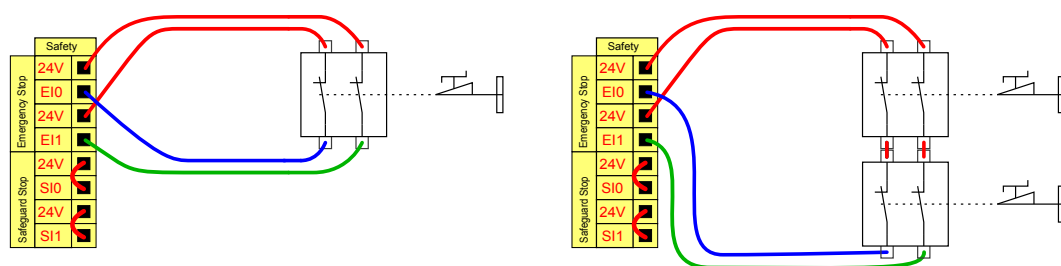 Safety
Emergency Stop
24V
EI0
24V
EI1
Safeguard Stop
24V
SI0
24V
SI1
Safety
Emergency Stop
24V
EI0
24V
EI1
Safeguard Stop
24V
SI0
24V
SI1